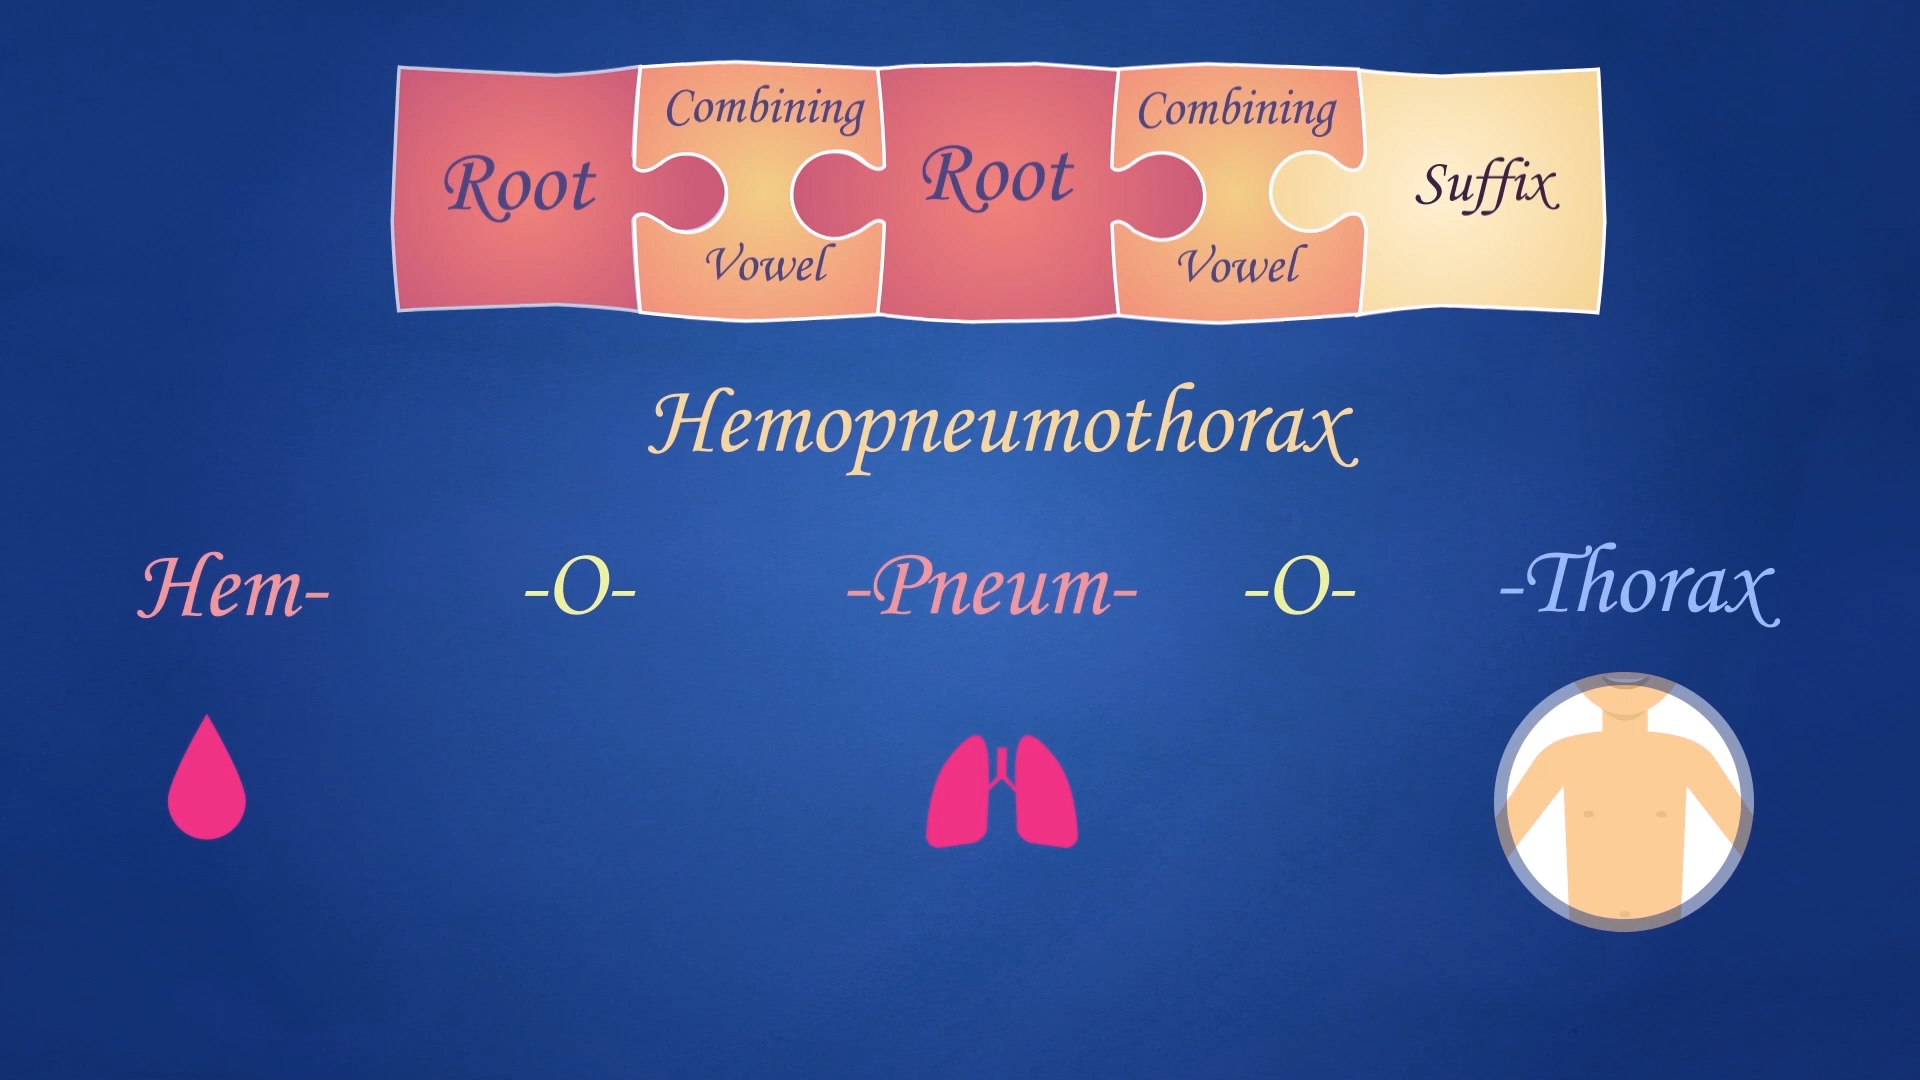 Root Combining Vowel Root Combining Vowel Suffix
Hemopneumothorax
Hem- -O- -Pneum- -O- -Thorax